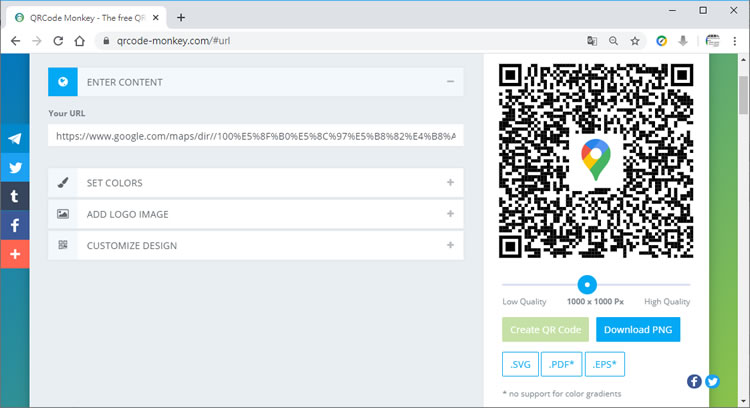 QRCode Monkey - The free QR
qrcode-monkey.com/#url
ENTER CONTENT
Your URL
https://www.google.com/maps/dir//100%E5%8F%B0%E5%8C%97%E5%B8%82%E4%B8%A
SET COLORS
ADD LOGO IMAGE
CUSTOMIZE DESIGN
Low Quality 1000 x 1000 Px High Quality
Create QR Code Download PNG
.SVG .PDF* .EPS*
* no support for color gradients